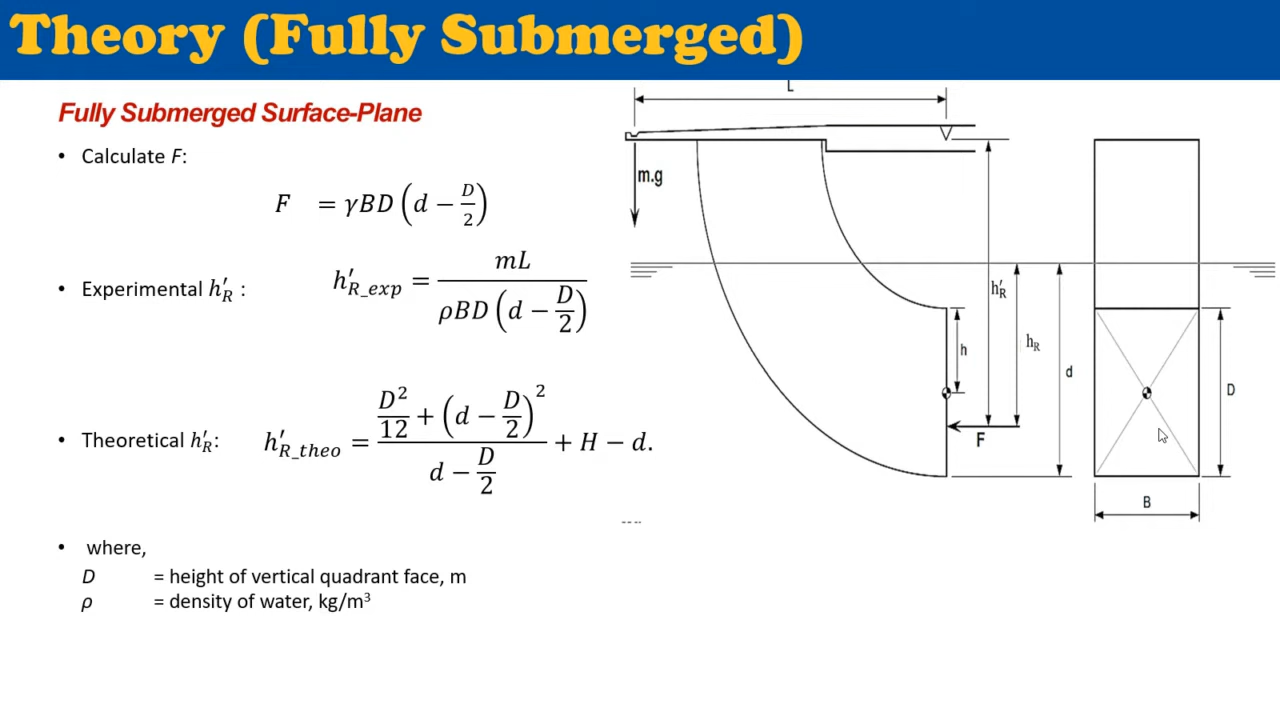 Theory (Fully Submerged)
Fully Submerged Surface-Plane
• Calculate F:
F = γBD (d − D/2)
• Experimental h′R :
h′R_exp = mL / ρBD (d − D/2)
• Theoretical h′R:
h′R_theo = (D²/12 + (d − D/2)²) / (d − D/2) + H − d.
• where,
D = height of vertical quadrant face, m
ρ = density of water, kg/m³
L
m.g
h′R
h
hR
d
D
F
B